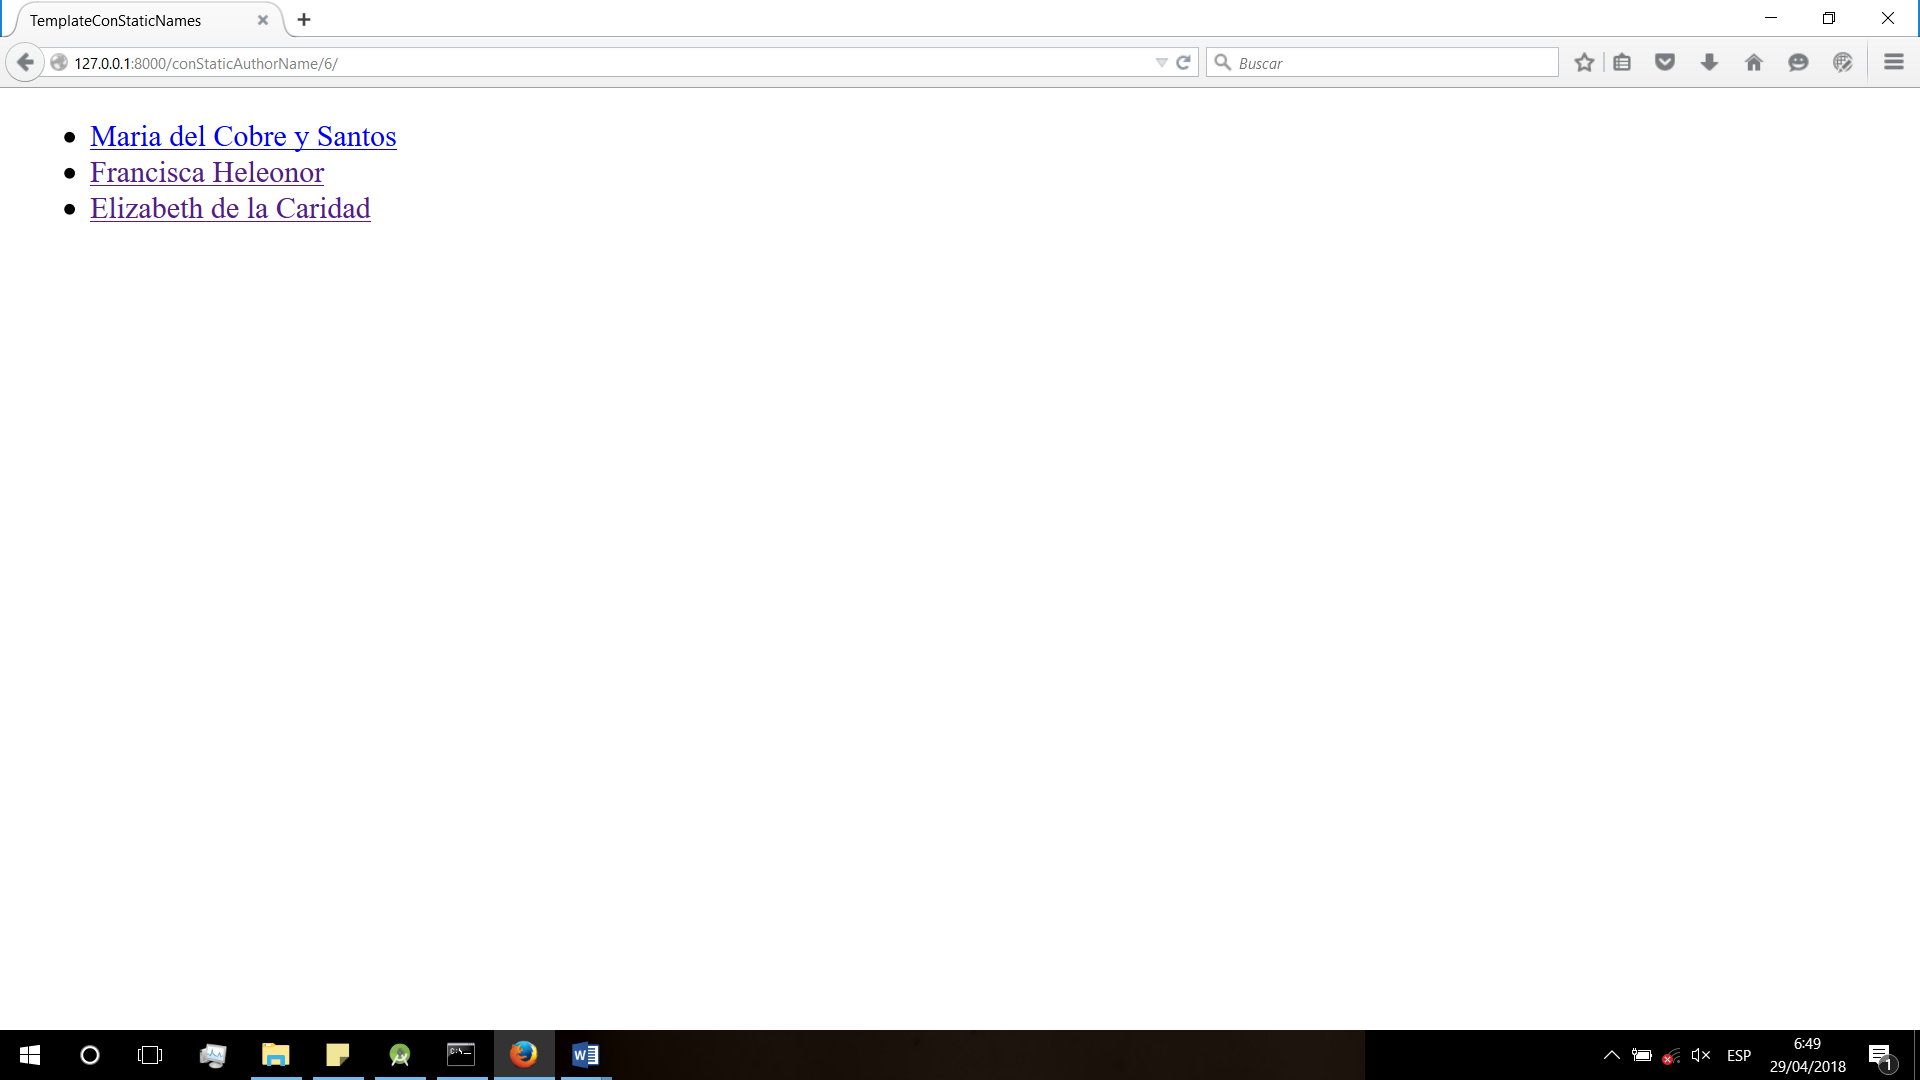 TemplateConStaticNames
127.0.0.1:8000/conStaticAuthorName/6/
Buscar
Maria del Cobre y Santos
Francisca Heleonor
Elizabeth de la Caridad
ESP
6:49
29/04/2018
1